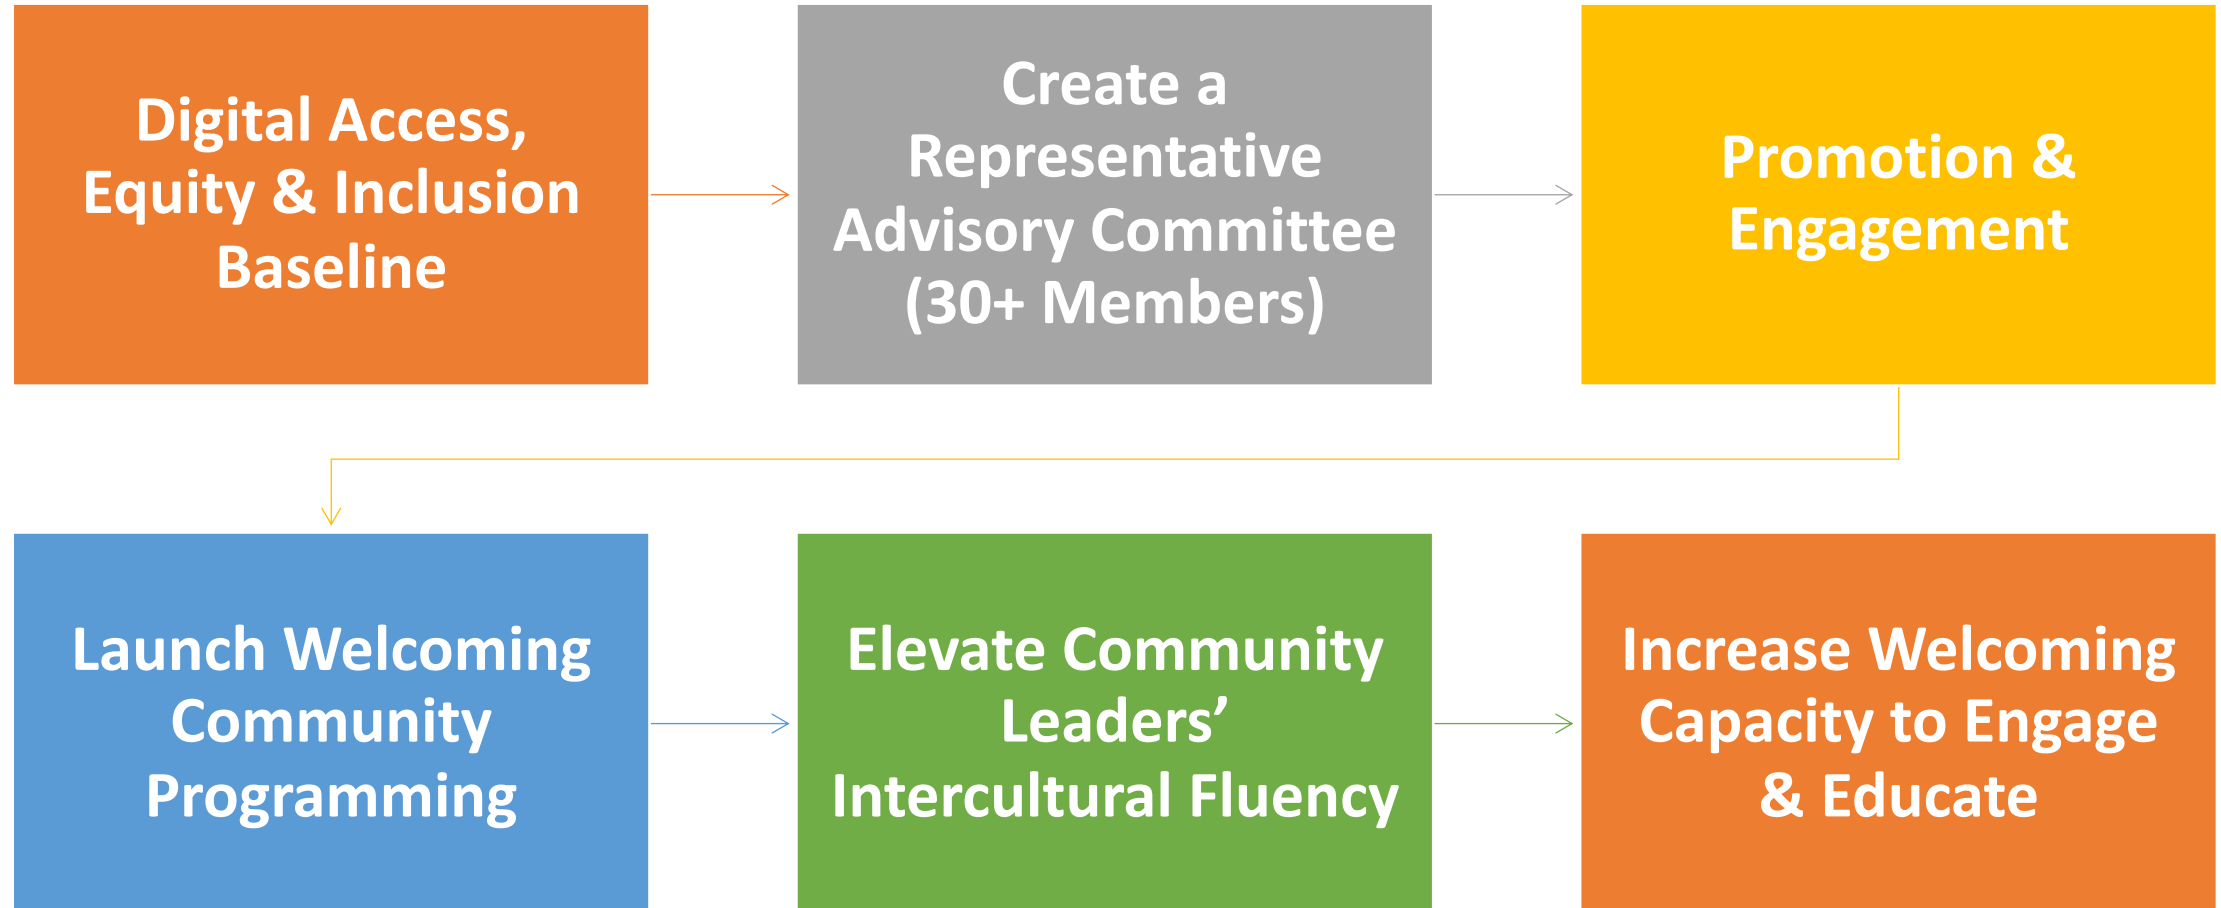 Digital Access,
Equity & Inclusion
Baseline
Create a
Representative
Advisory Committee
(30+ Members)
Promotion &
Engagement
Launch Welcoming
Community
Programming
Elevate Community
Leaders’
Intercultural Fluency
Increase Welcoming
Capacity to Engage
& Educate